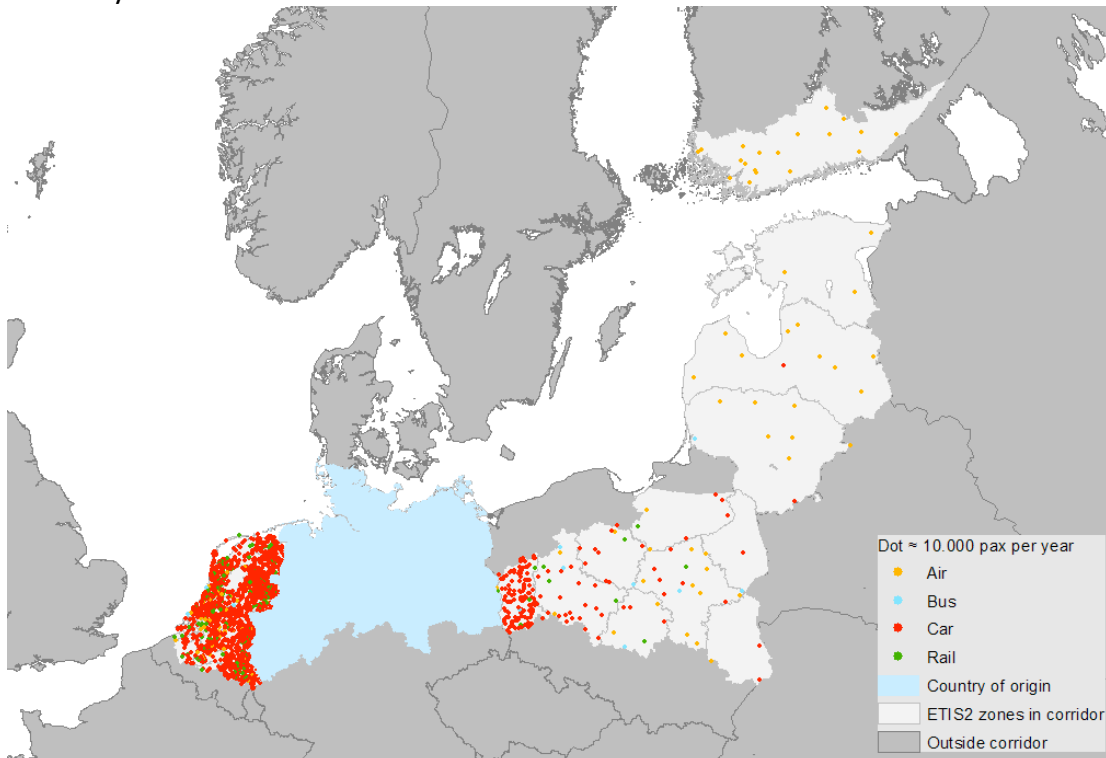 Dot ≈ 10.000 pax per year
Air
Bus
Car
Rail
Country of origin
ETIS2 zones in corridor
Outside corridor